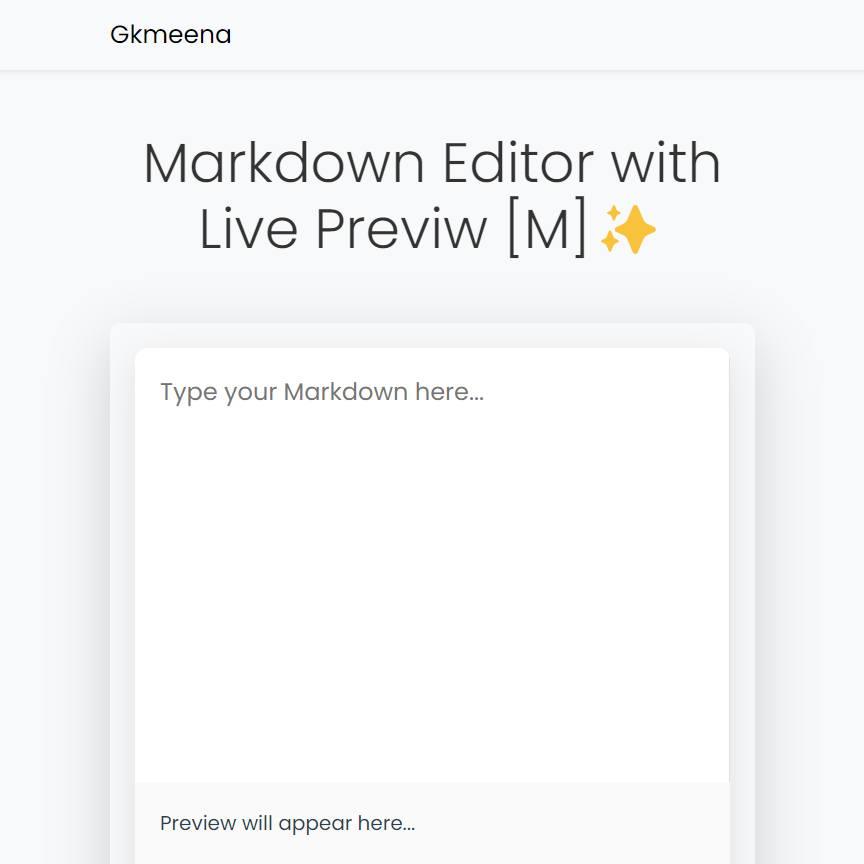 Gkmeena
Markdown Editor with
Live Previw [M]✨
Type your Markdown here...
Preview will appear here...